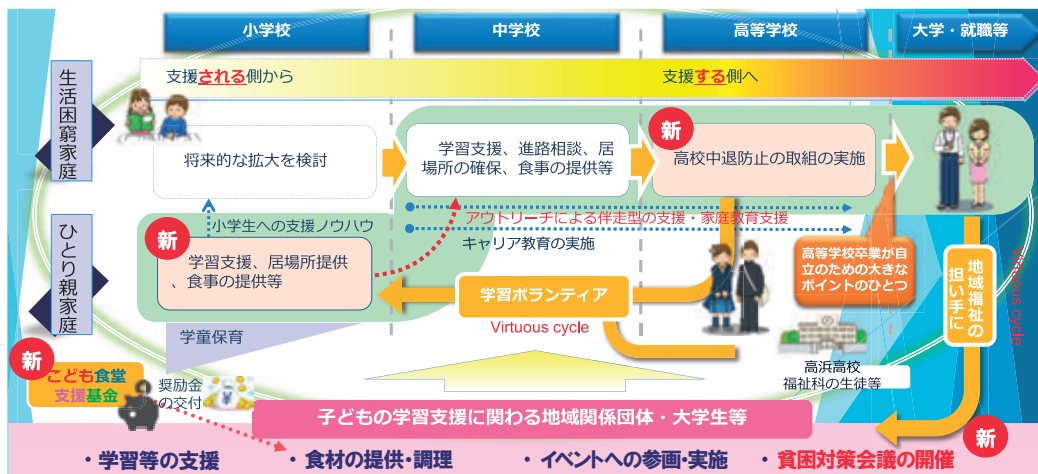 小学校
中学校
高等学校
大学・就職等
支援される側から
支援する側へ
生活困窮家庭
将来的な拡大を検討
学習支援、進路相談、居
場所の確保、食事の提供等
新
高校中退防止の取組の実施
アウトリーチによる伴走型の支援・家庭教育支援
キャリア教育の実施
小学生への支援ノウハウ
ひとり親家庭
新
学習支援、居場所提供
、食事の提供等
学習ボランティア
Virtuous cycle
高等学校卒業が自
立のための大きな
ポイントのひとつ
地域福祉の
担い手に
Virtuous cycle
学童保育
高浜高校
福祉科の生徒等
新
こども食堂
支援基金
奨励金
の交付
子どもの学習支援に関わる地域関係団体・大学生等
新
・学習等の支援
・食材の提供・調理
・イベントへの参画・実施
・貧困対策会議の開催